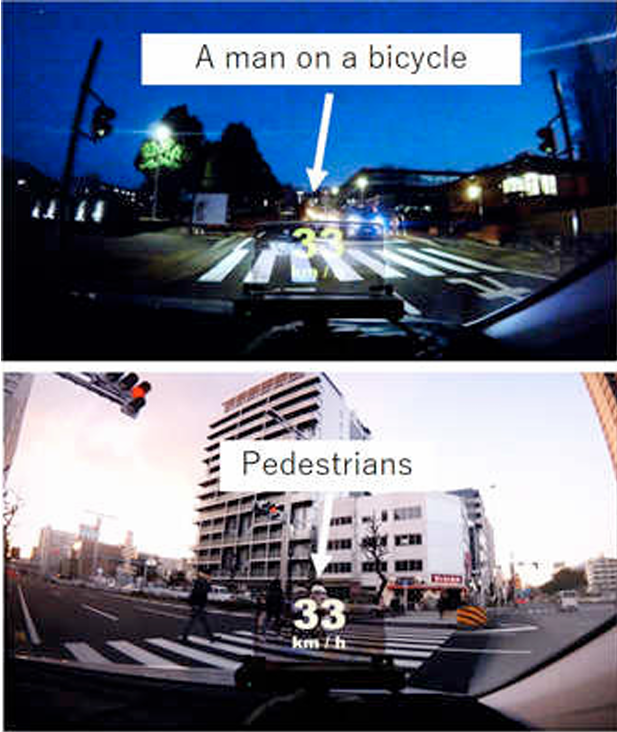 A man on a bicycle
33
km /
Pedestrians
33
km / h